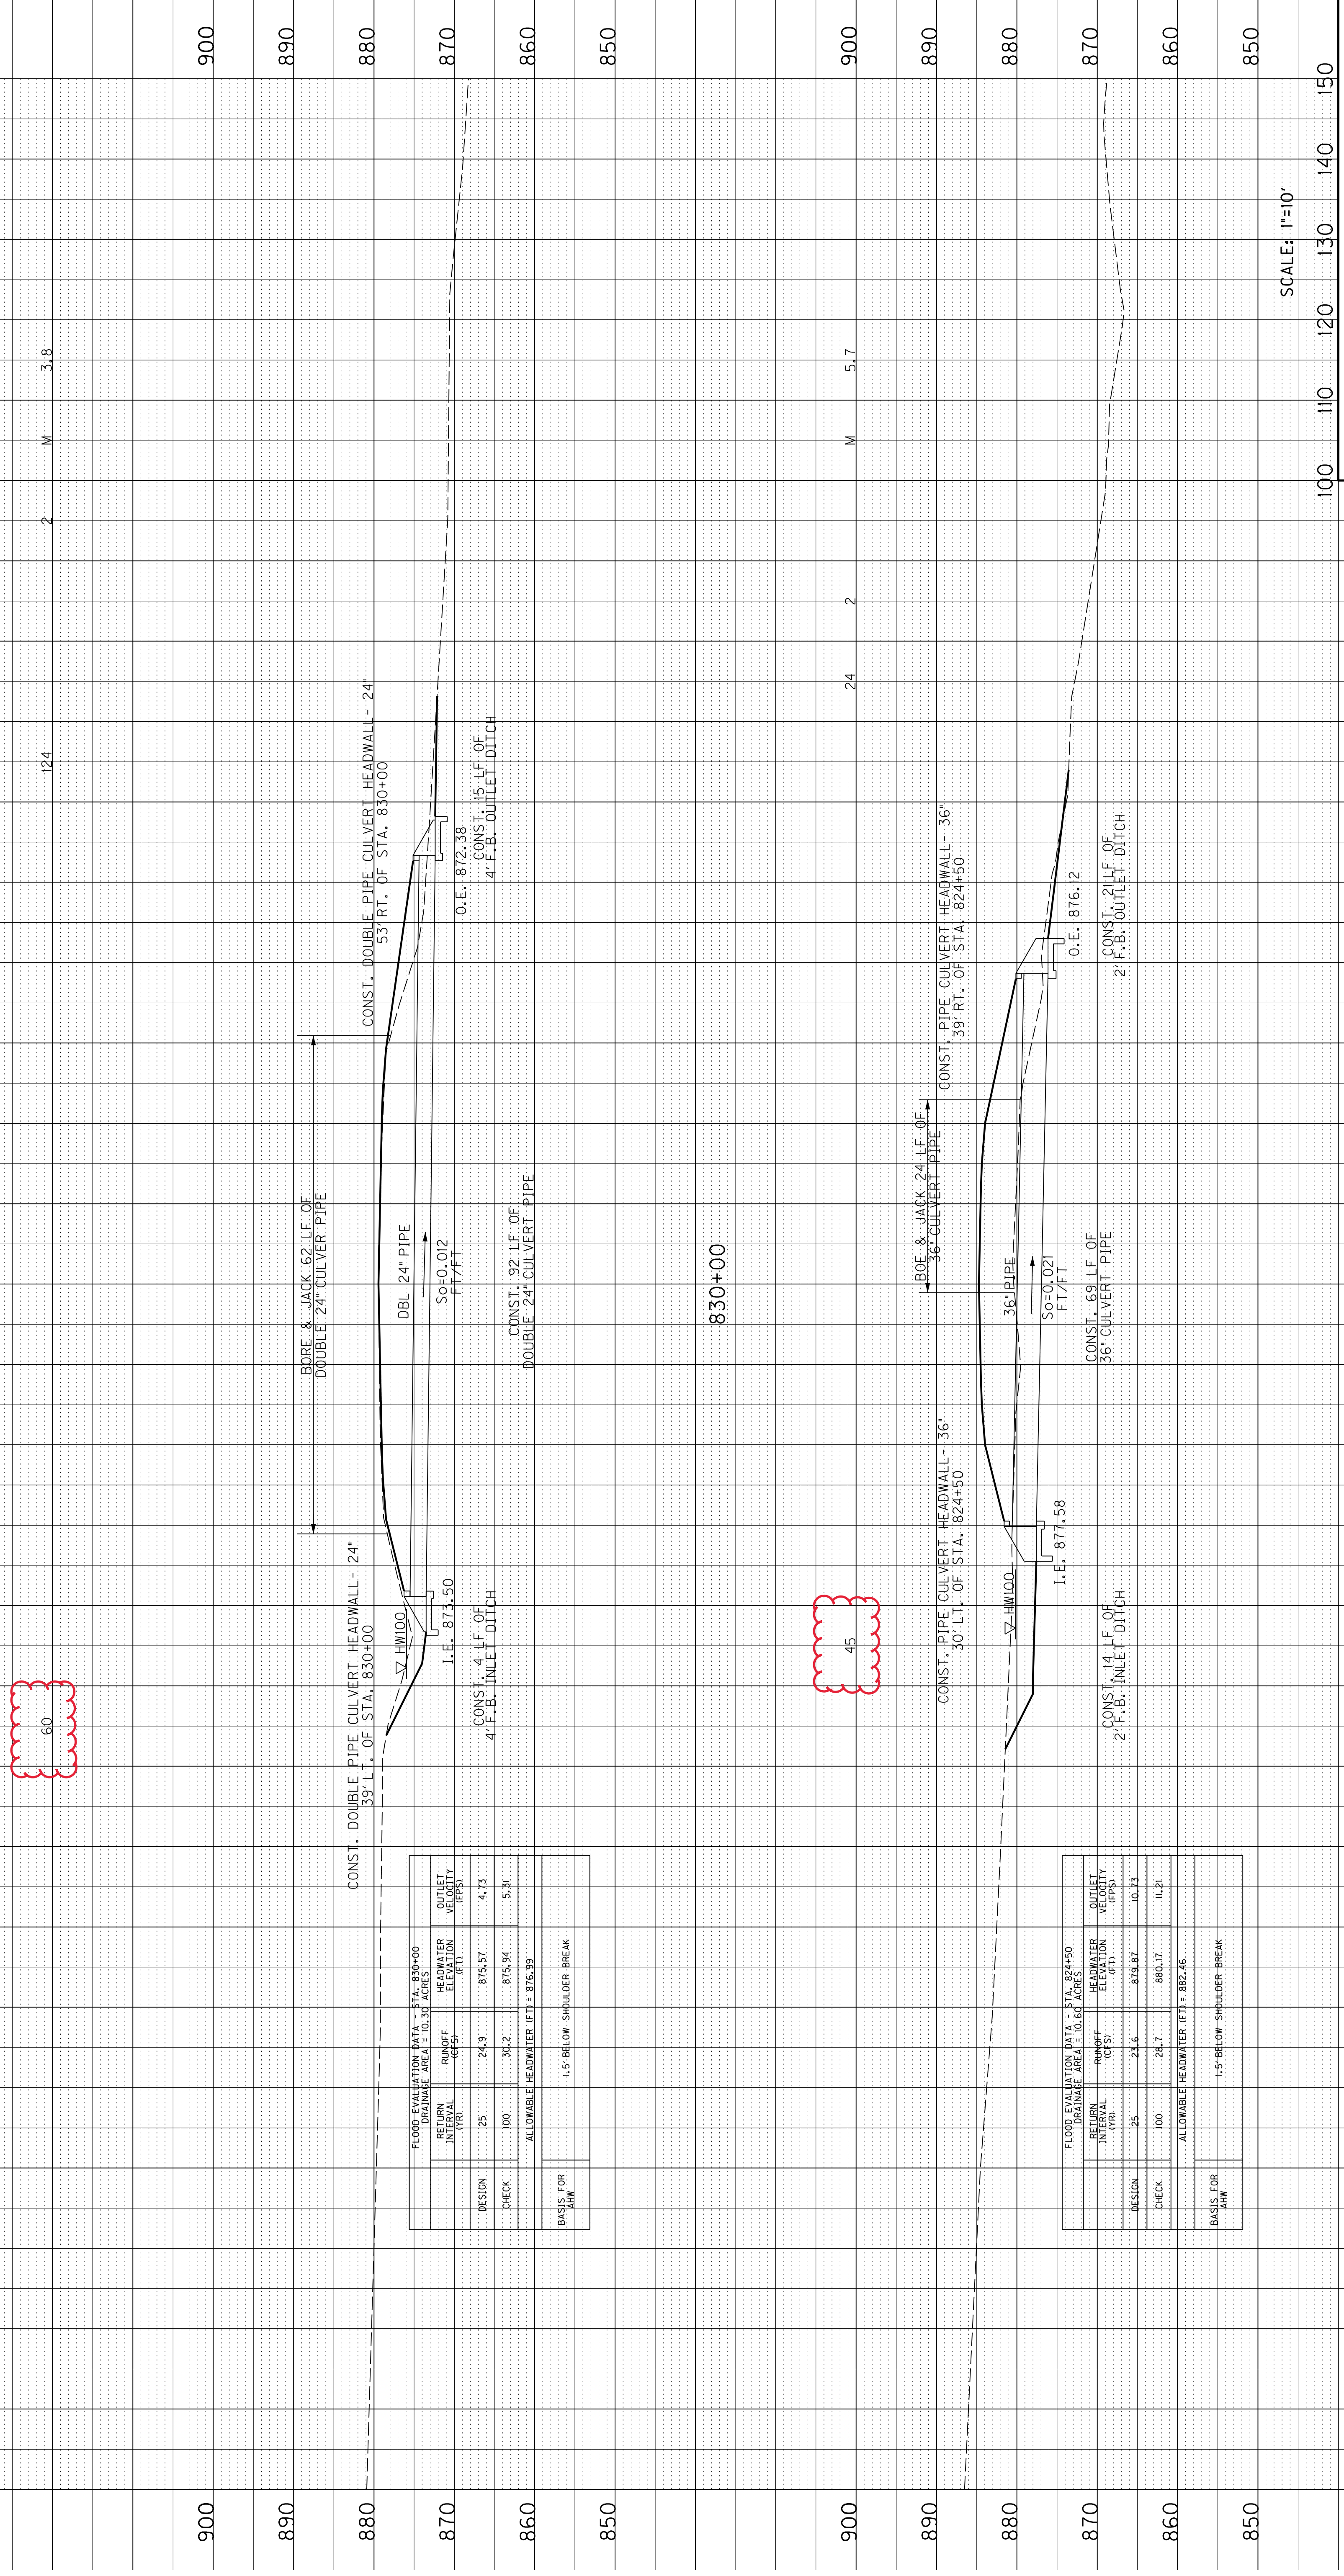 60
124
2
M
3.8
900
900
890
890
880
880
870
870
860
860
850
850
BORE & JACK 62 LF OF
DOUBLE 24" CULVER PIPE
CONST. DOUBLE PIPE CULVERT HEADWALL- 24"
39' LT. OF STA. 830+00
CONST. DOUBLE PIPE CULVERT HEADWALL- 24"
53' RT. OF STA. 830+00
HW100
DBL 24" PIPE
So=0.012
FT/FT
I.E. 873.50
O.E. 872.38
CONST. 4 LF OF
4' F.B. INLET DITCH
CONST. 15 LF OF
4' F.B. OUTLET DITCH
CONST. 92 LF OF
DOUBLE 24" CULVERT PIPE
FLOOD EVALUATION DATA - STA. 830+00
DRAINAGE AREA = 10.30 ACRES
RETURN INTERVAL (YR)
RUNOFF (CFS)
HEADWATER ELEVATION (FT)
OUTLET VELOCITY (FPS)
DESIGN 25 24.9 875.57 4.73
CHECK 100 30.2 875.94 5.31
ALLOWABLE HEADWATER (FT) = 876.99
BASIS FOR AHW
1.5' BELOW SHOULDER BREAK
830+00
45
24
2
M
5.7
900
900
890
890
880
880
870
870
860
860
850
850
BOE & JACK 24 LF OF
36" CULVERT PIPE
CONST. PIPE CULVERT HEADWALL- 36"
30' LT. OF STA. 824+50
CONST. PIPE CULVERT HEADWALL- 36"
39' RT. OF STA. 824+50
HW100
36" PIPE
So=0.021
FT/FT
I.E. 877.58
O.E. 876.2
CONST. 14 LF OF
2' F.B. INLET DITCH
CONST. 21 LF OF
2' F.B. OUTLET DITCH
CONST. 69 LF OF
36" CULVERT PIPE
FLOOD EVALUATION DATA - STA. 824+50
DRAINAGE AREA = 10.60 ACRES
RETURN INTERVAL (YR)
RUNOFF (CFS)
HEADWATER ELEVATION (FT)
OUTLET VELOCITY (FPS)
DESIGN 25 23.6 879.87 10.73
CHECK 100 28.7 880.17 11.21
ALLOWABLE HEADWATER (FT) = 882.46
BASIS FOR AHW
1.5' BELOW SHOULDER BREAK
SCALE: 1"=10'
100 110 120 130 140 150